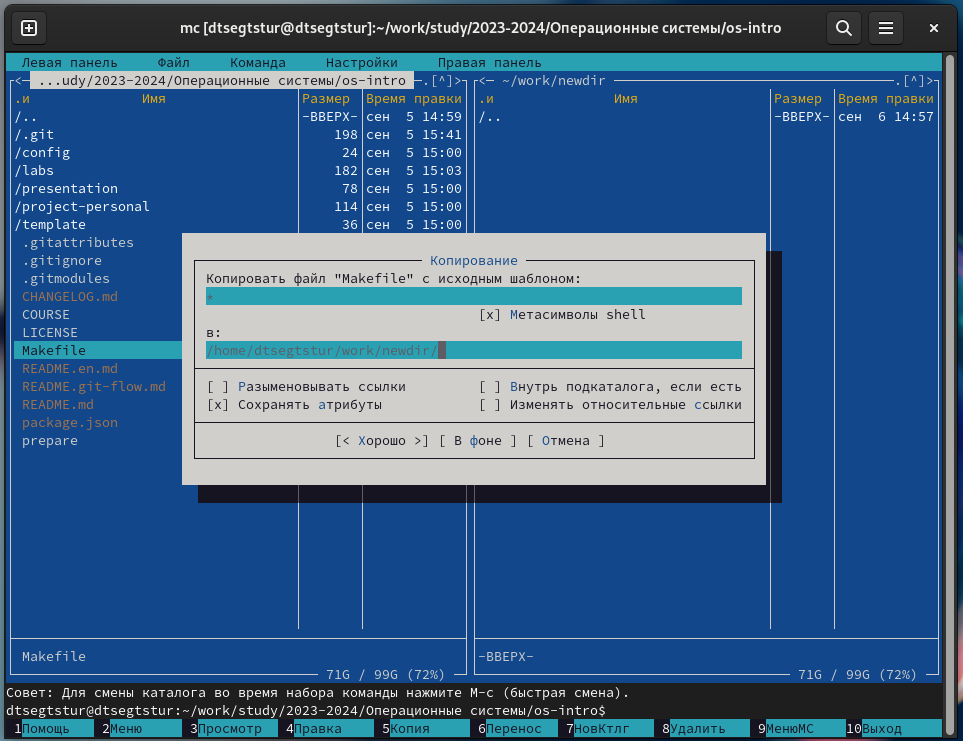 mc [dtsegtstur@dtsegtstur]:~/work/study/2023-2024/Операционные системы/os-intro
Левая панель Файл Команда Настройки Правая панель
<— ...udy/2023-2024/Операционные системы/os-intro —.[^]>
.и Имя Размер Время правки
/.. -ВВЕРХ- сен 5 14:59
/.git 198 сен 5 15:41
/config 24 сен 5 15:00
/labs 182 сен 5 15:03
/presentation 78 сен 5 15:00
/project-personal 114 сен 5 15:00
/template 36 сен 5 15:00
.gitattributes
.gitignore
.gitmodules
CHANGELOG.md
COURSE
LICENSE
Makefile
README.en.md
README.git-flow.md
README.md
package.json
prepare
Makefile
71G / 99G (72%)
<— ~/work/newdir —.[^]>
.и Имя Размер Время правки
/.. -ВВЕРХ- сен 6 14:57
-ВВЕРХ-
71G / 99G (72%)
Копирование
Копировать файл "Makefile" с исходным шаблоном:
*
[x] Метасимволы shell
в:
/home/dtsegtstur/work/newdir/
[ ] Разыменовывать ссылки [ ] Внутрь подкаталога, если есть
[x] Сохранять атрибуты [ ] Изменять относительные ссылки
[< Хорошо >] [ В фоне ] [ Отмена ]
Совет: Для смены каталога во время набора команды нажмите M-c (быстрая смена).
dtsegtstur@dtsegtstur:~/work/study/2023-2024/Операционные системы/os-intro$
1Помощь 2Меню 3Просмотр 4Правка 5Копия 6Перенос 7НовКтлг 8Удалить 9МенюМС 10Выход